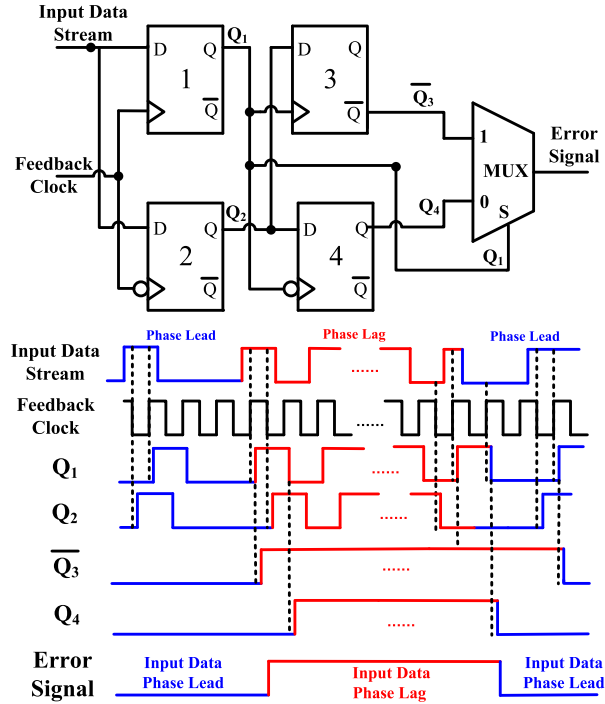 Input Data
Stream
D Q
Q₁
1
Q̅
D Q
3
Q̅
Q̅₃
Feedback
Clock
1
MUX
Error
Signal
D Q
Q₂
2
Q̅
D Q
4
Q̅
Q₄
0
S
Q₁
Phase Lead
Phase Lag
Phase Lead
Input Data
Stream
......
Feedback
Clock
......
Q₁
......
Q₂
......
Q̅₃
......
Q₄
......
Error
Signal
Input Data
Phase Lead
Input Data
Phase Lag
Input Data
Phase Lead